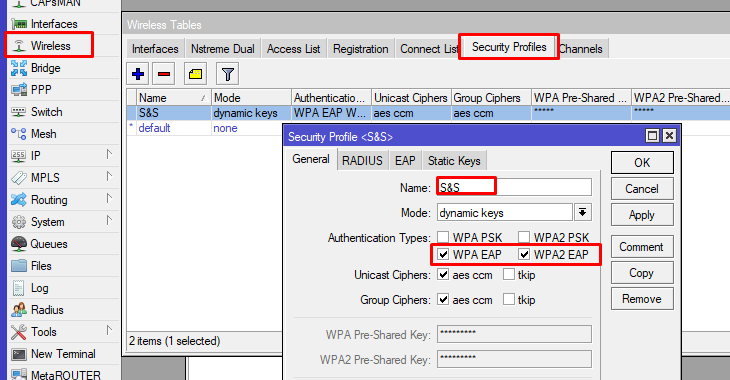 CAPsMAN
Interfaces
Wireless
Bridge
PPP
Switch
Mesh
IP
MPLS
Routing
System
Queues
Files
Log
Radius
Tools
New Terminal
MetaROUTER
Wireless Tables
Interfaces Nstreme Dual Access List Registration Connect List Security Profiles Channels
Name Mode Authenticatio... Unicast Ciphers Group Ciphers WPA Pre-Shared ... WPA2 Pre-Shared ...
S&S dynamic keys WPA EAP W... aes ccm aes ccm ***** *****
* default none
2 items (1 selected)
Security Profile <S&S>
General RADIUS EAP Static Keys
Name: S&S
Mode: dynamic keys
Authentication Types: WPA PSK WPA2 PSK
WPA EAP WPA2 EAP
Unicast Ciphers: aes ccm tkip
Group Ciphers: aes ccm tkip
WPA Pre-Shared Key: *********
WPA2 Pre-Shared Key: *********
OK
Cancel
Apply
Comment
Copy
Remove